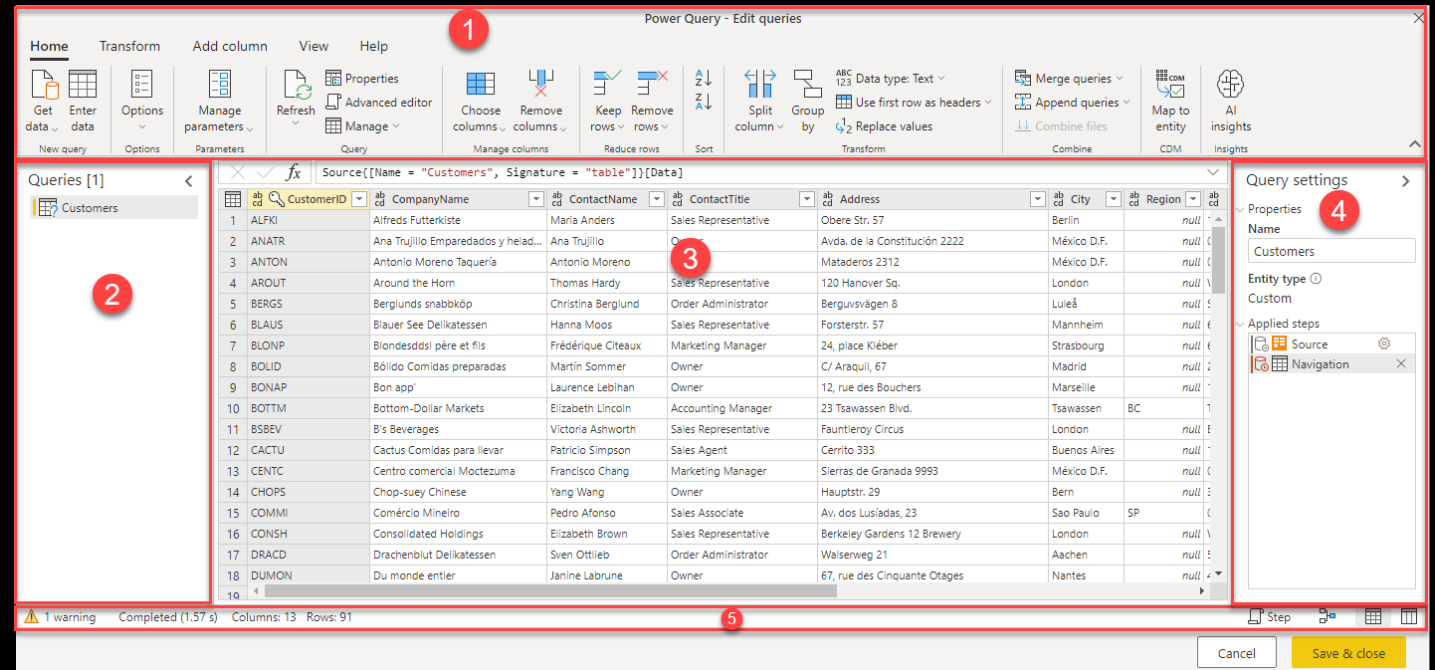 Power Query - Edit queries
1
Home Transform Add column View Help
Get data Enter data Options Manage parameters Refresh Properties Advanced editor Manage Choose columns Remove columns Keep rows Remove rows Split column Group by Data type: Text Use first row as headers Replace values Merge queries Append queries Combine files Map to entity AI insights
New query Options Parameters Query Manage columns Reduce rows Sort Transform Combine CDM Insights
Queries [1]
Customers
2
fx Source{[Name = "Customers", Signature = "table"]}[Data]
CustomerID CompanyName ContactName ContactTitle Address City Region
1 ALFKI Alfreds Futterkiste Maria Anders Sales Representative Obere Str. 57 Berlin null
2 ANATR Ana Trujillo Emparedados y helad... Ana Trujillo Avda. de la Constitución 2222 México D.F. null
3 ANTON Antonio Moreno Taquería Antonio Moreno Mataderos 2312 México D.F. null
3
4 AROUT Around the Horn Thomas Hardy Sales Representative 120 Hanover Sq. London null
5 BERGS Berglunds snabbköp Christina Berglund Order Administrator Berguvsvägen 8 Luleå null
6 BLAUS Blauer See Delikatessen Hanna Moos Sales Representative Forsterstr. 57 Mannheim null
7 BLONP Blondesddsl père et fils Frédérique Citeaux Marketing Manager 24, place Kléber Strasbourg null
8 BOLID Bólido Comidas preparadas Martín Sommer Owner C/ Araquil, 67 Madrid null
9 BONAP Bon app' Laurence Lebihan Owner 12, rue des Bouchers Marseille null
10 BOTTM Bottom-Dollar Markets Elizabeth Lincoln Accounting Manager 23 Tsawassen Blvd. Tsawassen BC
11 BSBEV B's Beverages Victoria Ashworth Sales Representative Fauntleroy Circus London null
12 CACTU Cactus Comidas para llevar Patricio Simpson Sales Agent Cerrito 333 Buenos Aires null
13 CENTC Centro comercial Moctezuma Francisco Chang Marketing Manager Sierras de Granada 9993 México D.F. null
14 CHOPS Chop-suey Chinese Yang Wang Owner Hauptstr. 29 Bern null
15 COMMI Comércio Mineiro Pedro Afonso Sales Associate Av. dos Lusíadas, 23 Sao Paulo SP
16 CONSH Consolidated Holdings Elizabeth Brown Sales Representative Berkeley Gardens 12 Brewery London null
17 DRACD Drachenblut Delikatessen Sven Ottlieb Order Administrator Walserweg 21 Aachen null
18 DUMON Du monde entier Janine Labrune Owner 67, rue des Cinquante Otages Nantes null
19
Query settings
Properties
4
Name
Customers
Entity type
Custom
Applied steps
Source
Navigation
1 warning Completed (1.57 s) Columns: 13 Rows: 91 5 Step
Cancel Save & close